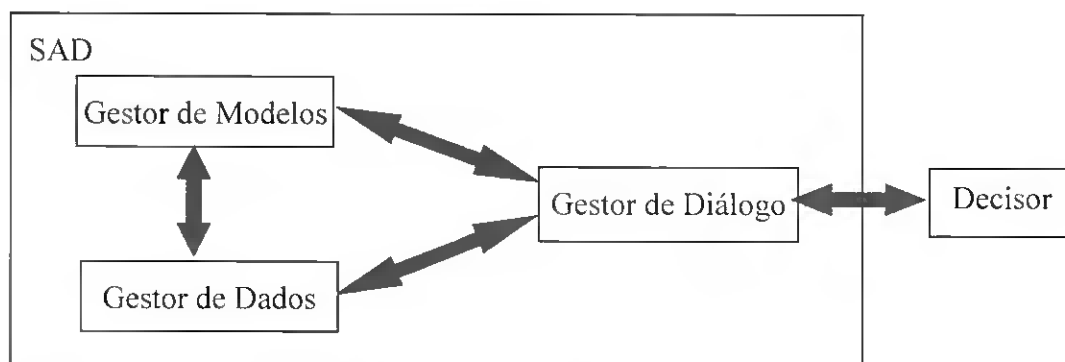 SAD
Gestor de Modelos
Gestor de Diálogo
Decisor
Gestor de Dados